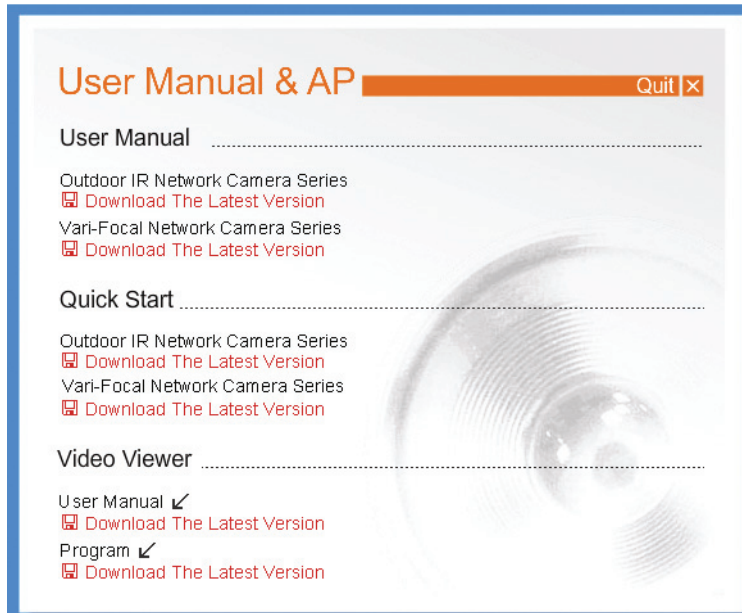 User Manual & AP
Quit
User Manual
Outdoor IR Network Camera Series
Download The Latest Version
Vari-Focal Network Camera Series
Download The Latest Version
Quick Start
Outdoor IR Network Camera Series
Download The Latest Version
Vari-Focal Network Camera Series
Download The Latest Version
Video Viewer
User Manual
Download The Latest Version
Program
Download The Latest Version